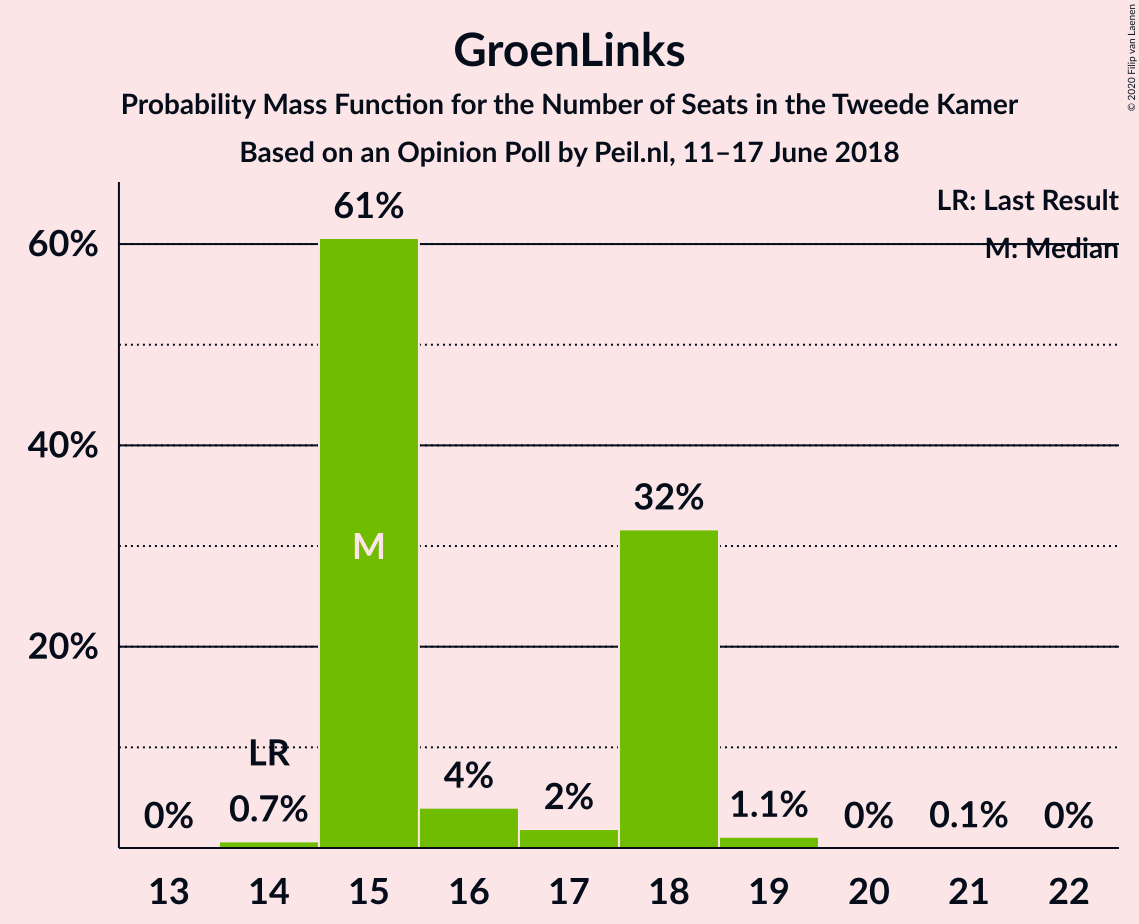 GroenLinks
Probability Mass Function for the Number of Seats in the Tweede Kamer
Based on an Opinion Poll by Peil.nl, 11–17 June 2018
© 2020 Filip van Laenen
LR: Last Result
M: Median
60%
40%
20%
61%
32%
M
LR
0% 0.7% 4% 2% 1.1% 0% 0.1% 0%
13 14 15 16 17 18 19 20 21 22